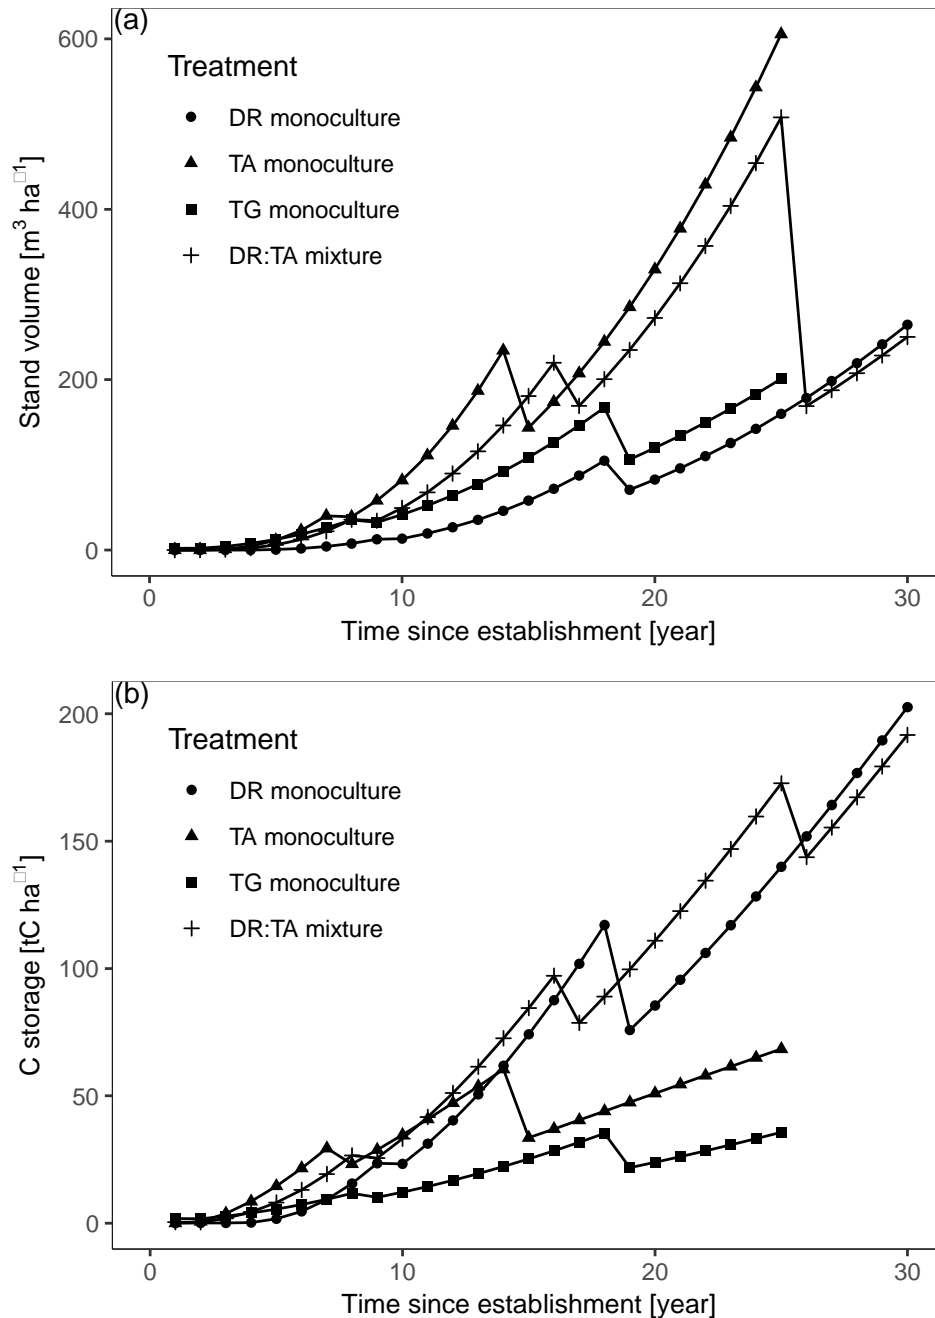 (a)
Treatment
DR monoculture
TA monoculture
TG monoculture
DR:TA mixture
Stand volume [m³ ha□1]
600
400
200
0
0 10 20 30
Time since establishment [year]
(b)
Treatment
DR monoculture
TA monoculture
TG monoculture
DR:TA mixture
C storage [tC ha□1]
200
150
100
50
0
0 10 20 30
Time since establishment [year]